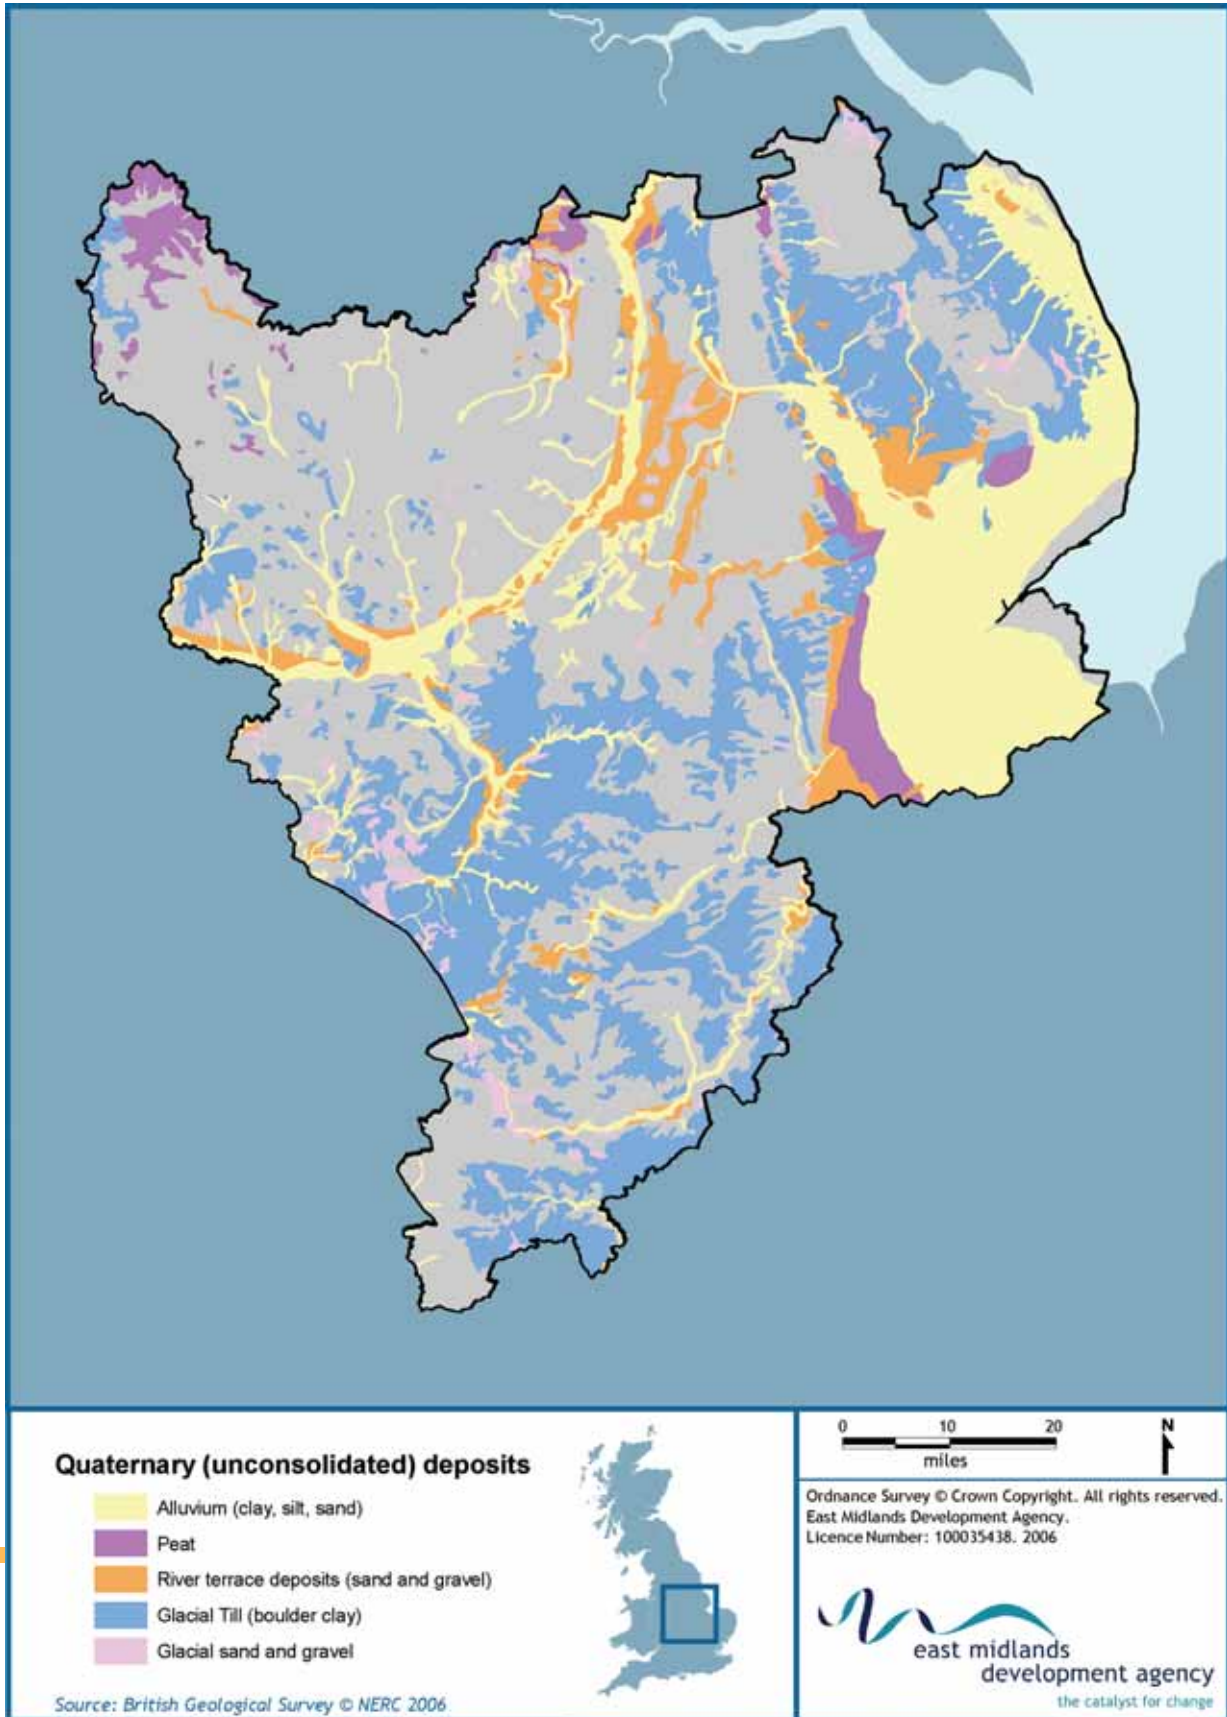 Quaternary (unconsolidated) deposits
Alluvium (clay, silt, sand)
Peat
River terrace deposits (sand and gravel)
Glacial Till (boulder clay)
Glacial sand and gravel
Source: British Geological Survey © NERC 2006
0 10 20
miles
N
Ordnance Survey © Crown Copyright. All rights reserved.
East Midlands Development Agency.
Licence Number: 100035438. 2006
east midlands
development agency
the catalyst for change